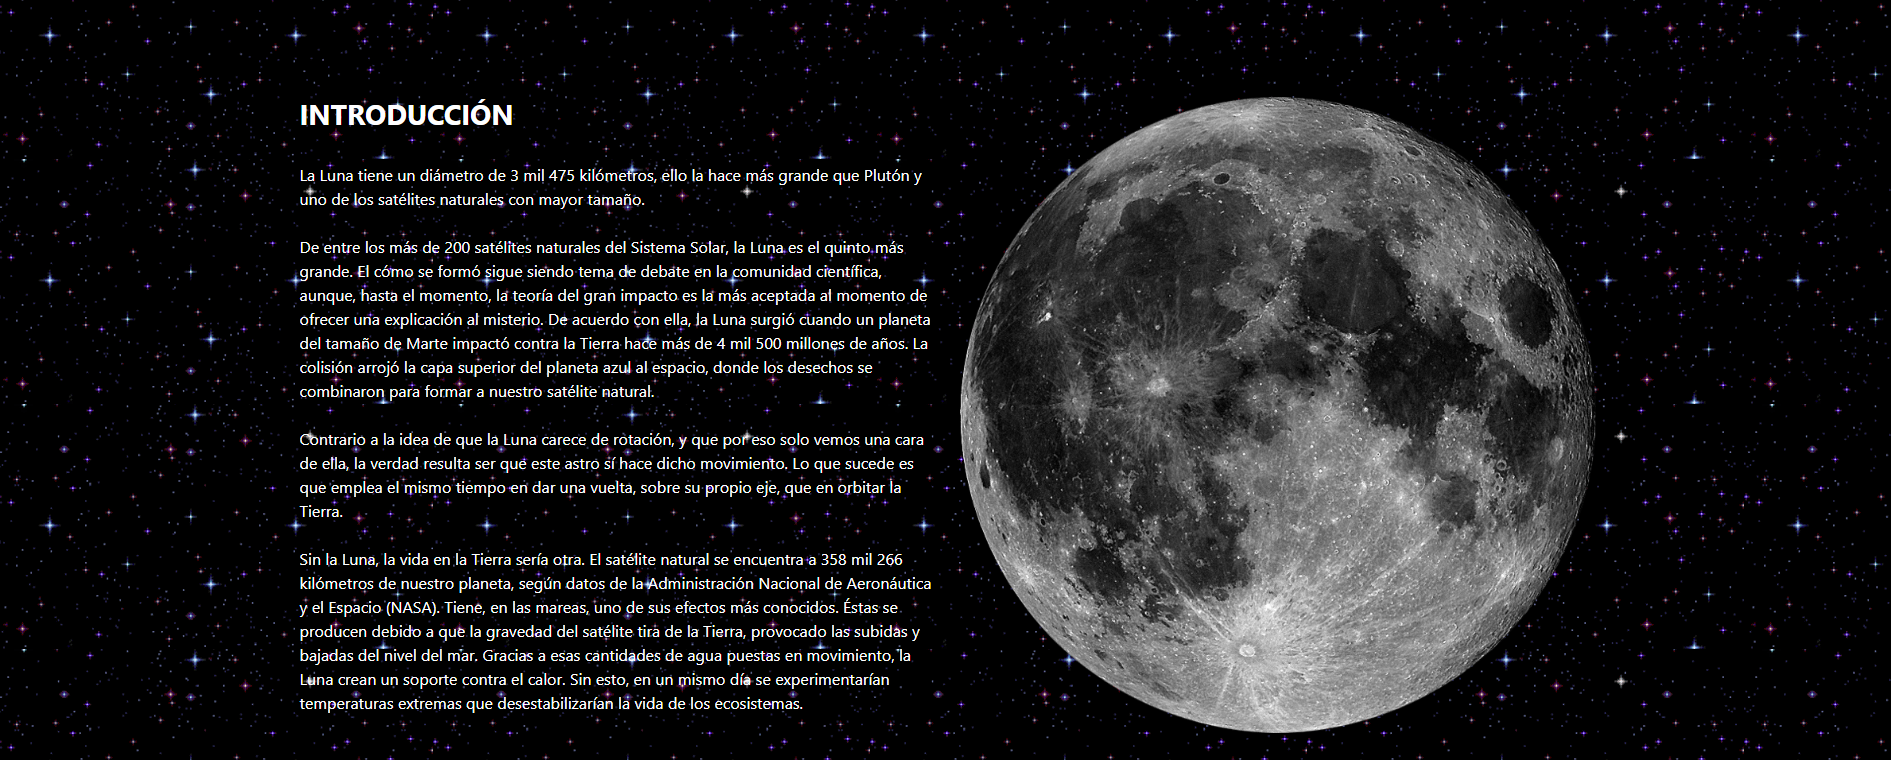 INTRODUCCIÓN
La Luna tiene un diámetro de 3 mil 475 kilómetros, ello la hace más grande que Plutón y
uno de los satélites naturales con mayor tamaño.
De entre los más de 200 satélites naturales del Sistema Solar, la Luna es el quinto más
grande. El cómo se formó sigue siendo tema de debate en la comunidad científica,
aunque, hasta el momento, la teoría del gran impacto es la más aceptada al momento de
ofrecer una explicación al misterio. De acuerdo con ella, la Luna surgió cuando un planeta
del tamaño de Marte impactó contra la Tierra hace más de 4 mil 500 millones de años. La
colisión arrojó la capa superior del planeta azul al espacio, donde los desechos se
combinaron para formar a nuestro satélite natural.
Contrario a la idea de que la Luna carece de rotación, y que por eso solo vemos una cara
de ella, la verdad resulta ser que este astro sí hace dicho movimiento. Lo que sucede es
que emplea el mismo tiempo en dar una vuelta, sobre su propio eje, que en orbitar la
Tierra.
Sin la Luna, la vida en la Tierra sería otra. El satélite natural se encuentra a 358 mil 266
kilómetros de nuestro planeta, según datos de la Administración Nacional de Aeronáutica
y el Espacio (NASA). Tiene, en las mareas, uno de sus efectos más conocidos. Éstas se
producen debido a que la gravedad del satélite tira de la Tierra, provocado las subidas y
bajadas del nivel del mar. Gracias a esas cantidades de agua puestas en movimiento, la
Luna crean un soporte contra el calor. Sin esto, en un mismo día se experimentarían
temperaturas extremas que desestabilizarían la vida de los ecosistemas.